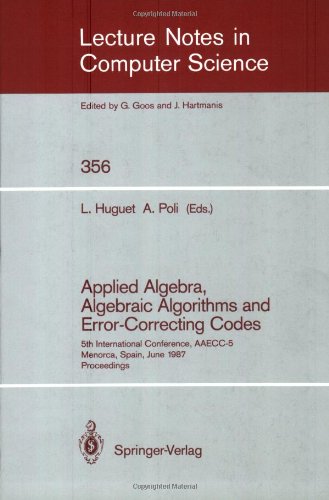 Lecture Notes in
Computer Science
Edited by G. Goos and J. Hartmanis
356
L. Huguet A. Poli (Eds.)
Applied Algebra,
Algebraic Algorithms and
Error-Correcting Codes
5th International Conference, AAECC-5
Menorca, Spain, June 1987
Proceedings
Springer-Verlag